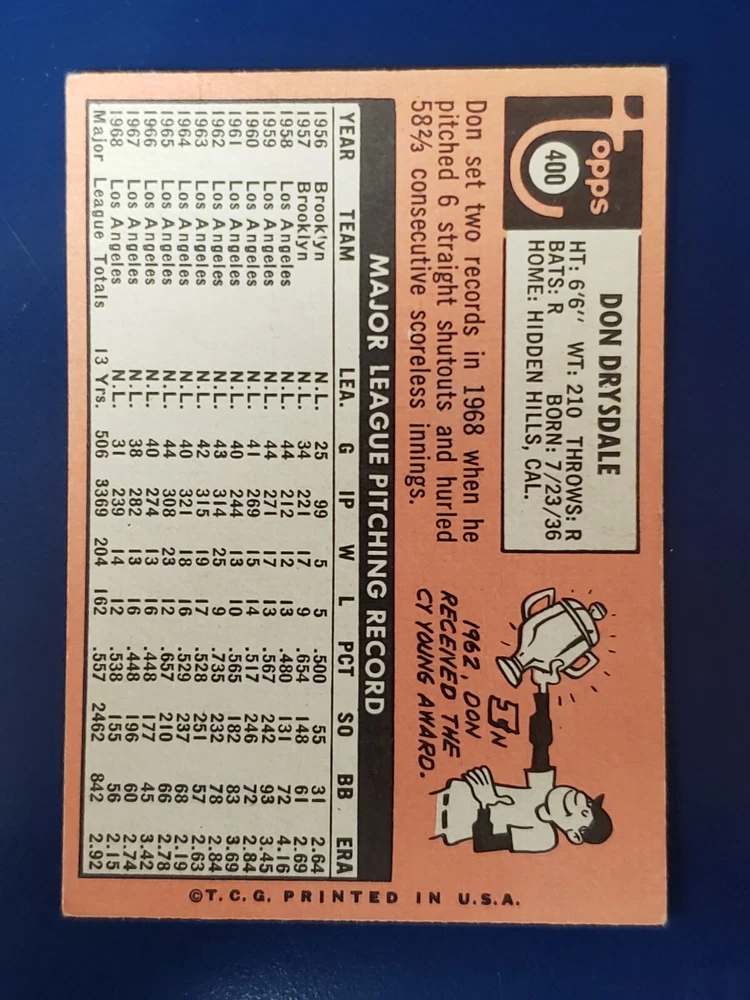 Topps
400
DON DRYSDALE
HT: 6'6" WT: 210 THROWS: R
BATS: R BORN: 7/23/36
HOME: HIDDEN HILLS, CAL.
Don set two records in 1968 when he
pitched 6 straight shutouts and hurled
58⅔ consecutive scoreless innings.
IN
1962, DON
RECEIVED THE
CY YOUNG AWARD.
MAJOR LEAGUE PITCHING RECORD
YEAR TEAM LEA. G IP W L PCT SO BB ERA
1956 Brookl'yn N.L. 25 99 5 5 .500 55 31 2.64
1957 Brooklyn N.L. 34 221 17 9 .654 148 61 2.69
1958 Los Angeles N.L. 44 212 12 13 .480 131 72 4.16
1959 Los Angeles N.L. 44 271 17 13 .567 242 93 3.45
1960 Los Angeles N.L. 41 269 15 14 .517 246 72 2.84
1961 Los Angeles N.L. 40 244 13 10 .565 182 83 3.69
1962 Los Angeles N.L. 43 314 25 9 .735 232 78 2.84
1963 Los Angeles N.L. 42 315 19 17 .528 251 57 2.63
1964 Los Angeles N.L. 40 321 18 16 .529 237 68 2.19
1965 Los Angeles N.L. 44 308 23 12 .657 210 66 2.78
1966 Los Angeles N.L. 40 274 13 16 .448 177 45 3.42
1967 Los Angeles N.L. 38 282 13 16 .448 196 60 2.74
1968 Los Angeles N.L. 31 239 14 12 .538 155 56 2.15
Major League Totals 13 Yrs. 506 3369 204 162 .557 2462 842 2.92
©T.C.G. PRINTED IN U.S.A.